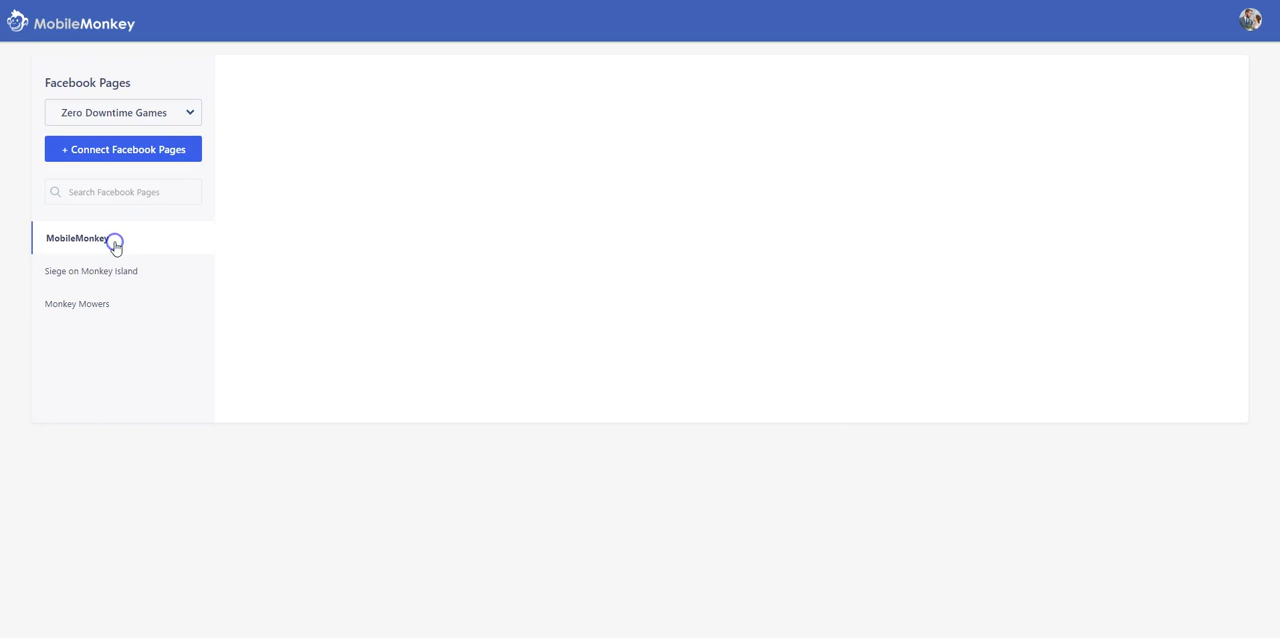 MobileMonkey
Facebook Pages
Zero Downtime Games
+ Connect Facebook Pages
Search Facebook Pages
MobileMonkey
Siege on Monkey Island
Monkey Mowers